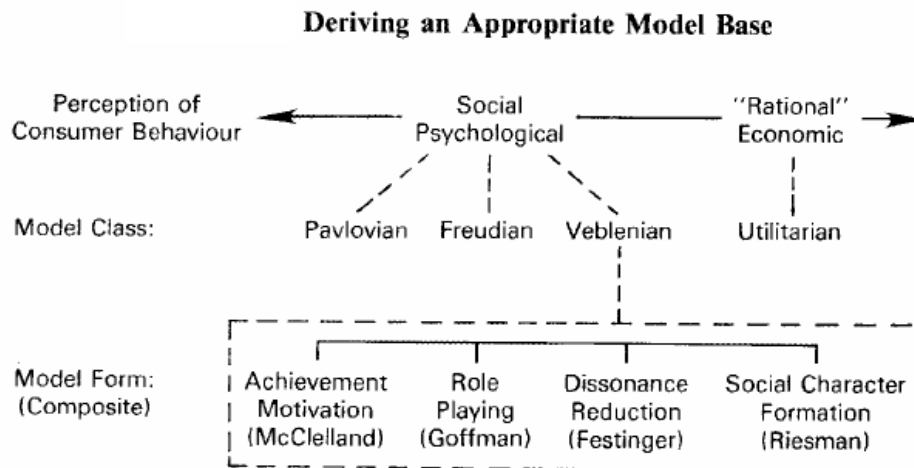 Deriving an Appropriate Model Base
Perception of
Consumer Behaviour
Social
Psychological
"Rational"
Economic
Model Class:
Pavlovian
Freudian
Veblenian
Utilitarian
Model Form:
(Composite)
Achievement
Motivation
(McClelland)
Role
Playing
(Goffman)
Dissonance
Reduction
(Festinger)
Social Character
Formation
(Riesman)